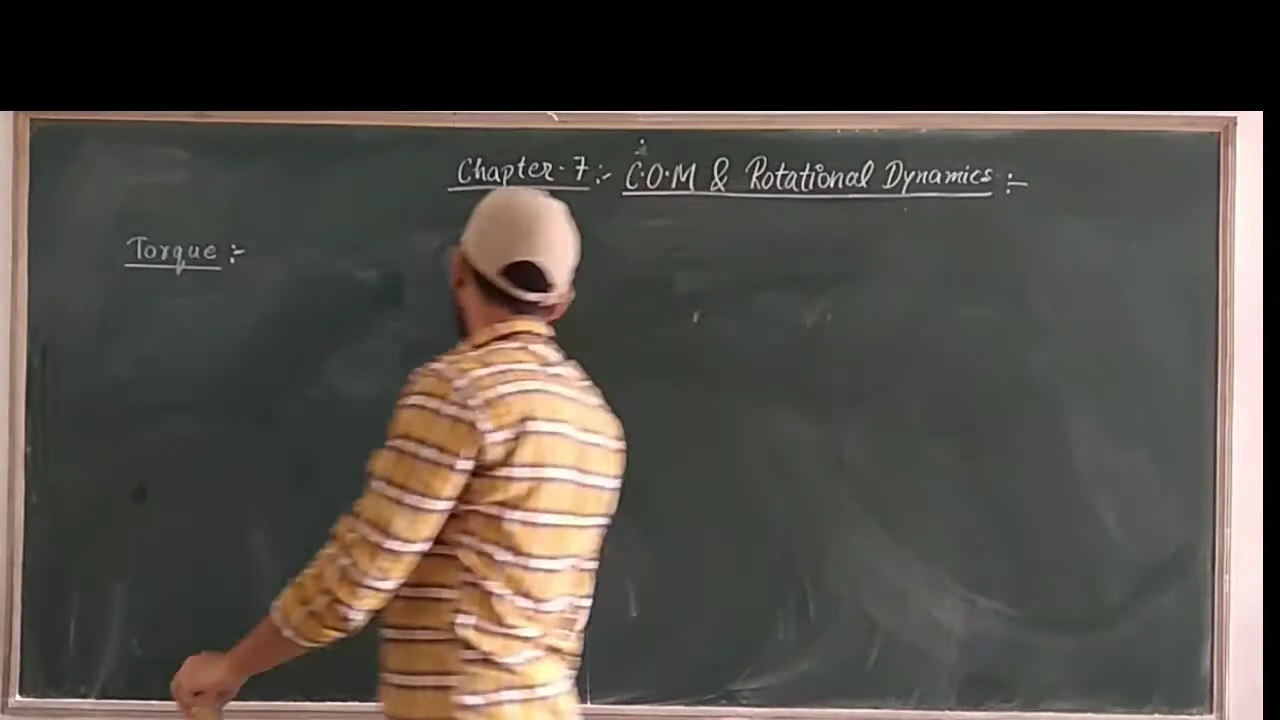 Chapter-7:- C.O.M & Rotational Dynamics :-
Torque :-